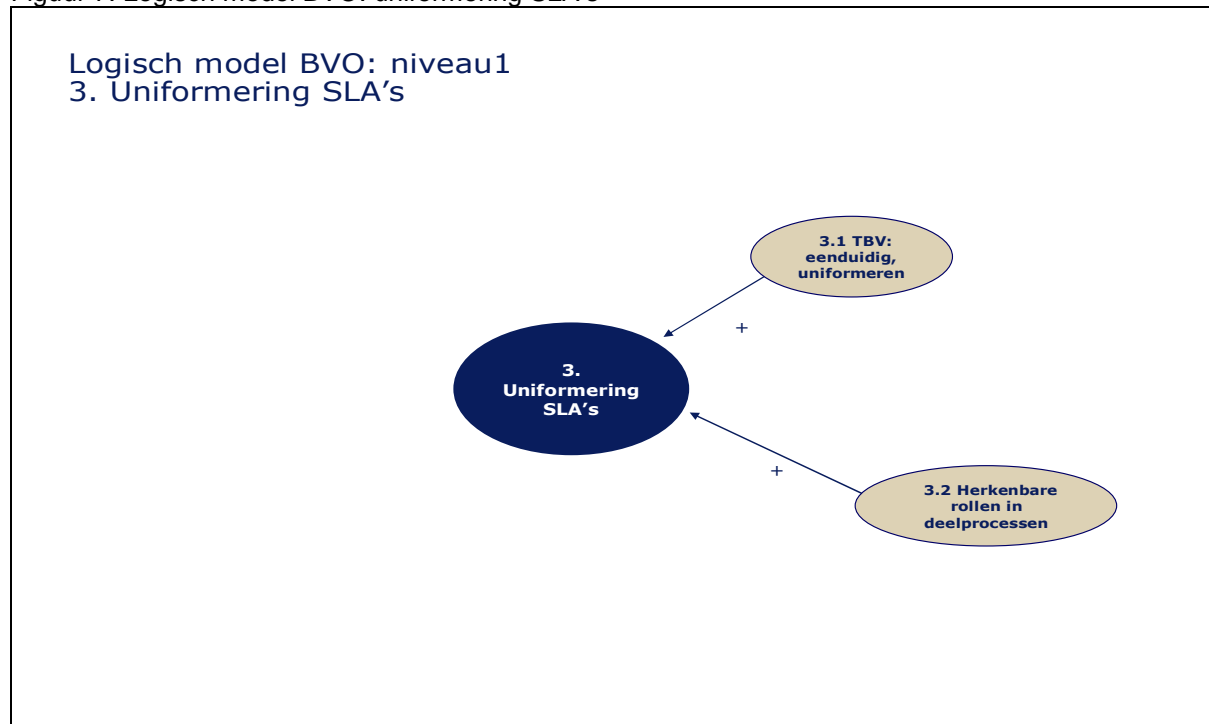 Logisch model BVO: niveau1
3. Uniformering SLA's
3.1 TBV:
eenduidig,
uniformeren
+
3.
Uniformering
SLA's
+
3.2 Herkenbare
rollen in
deelprocessen